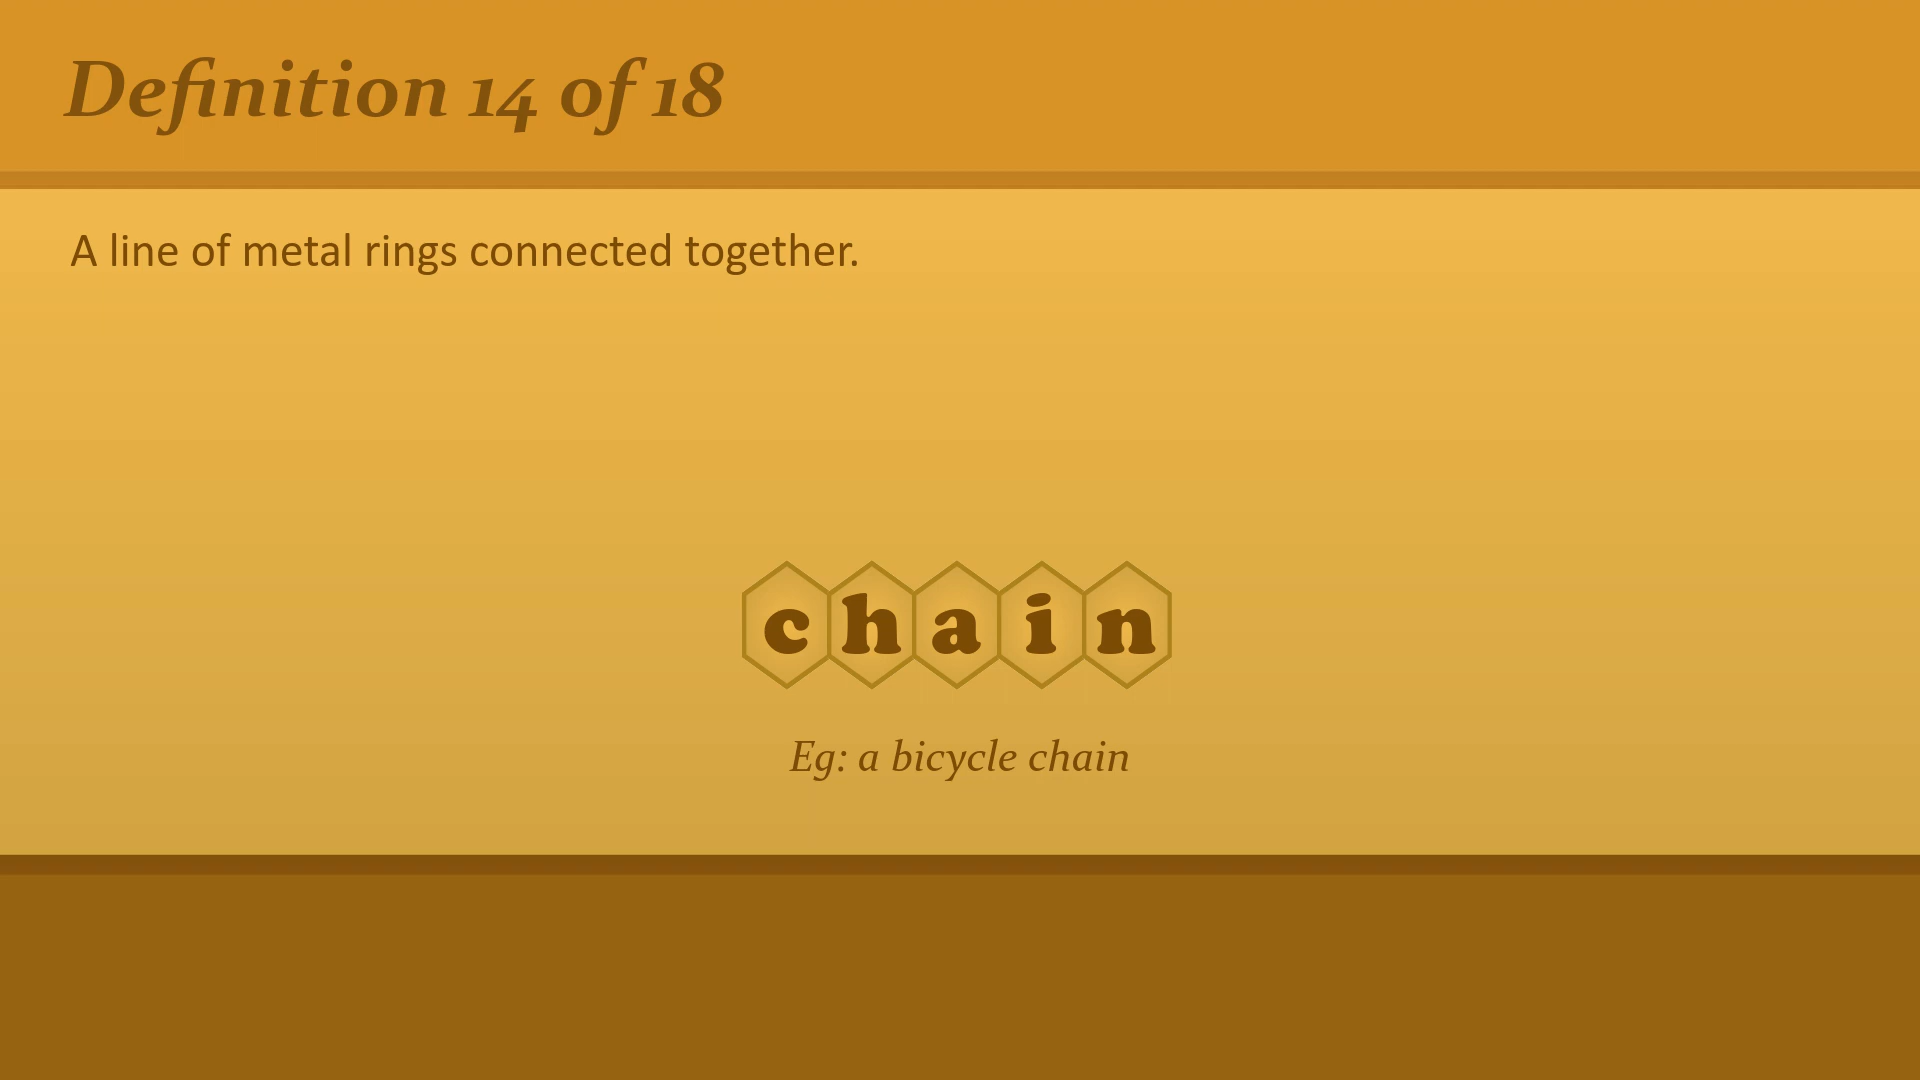 Definition 14 of 18
A line of metal rings connected together.
chain
Eg: a bicycle chain